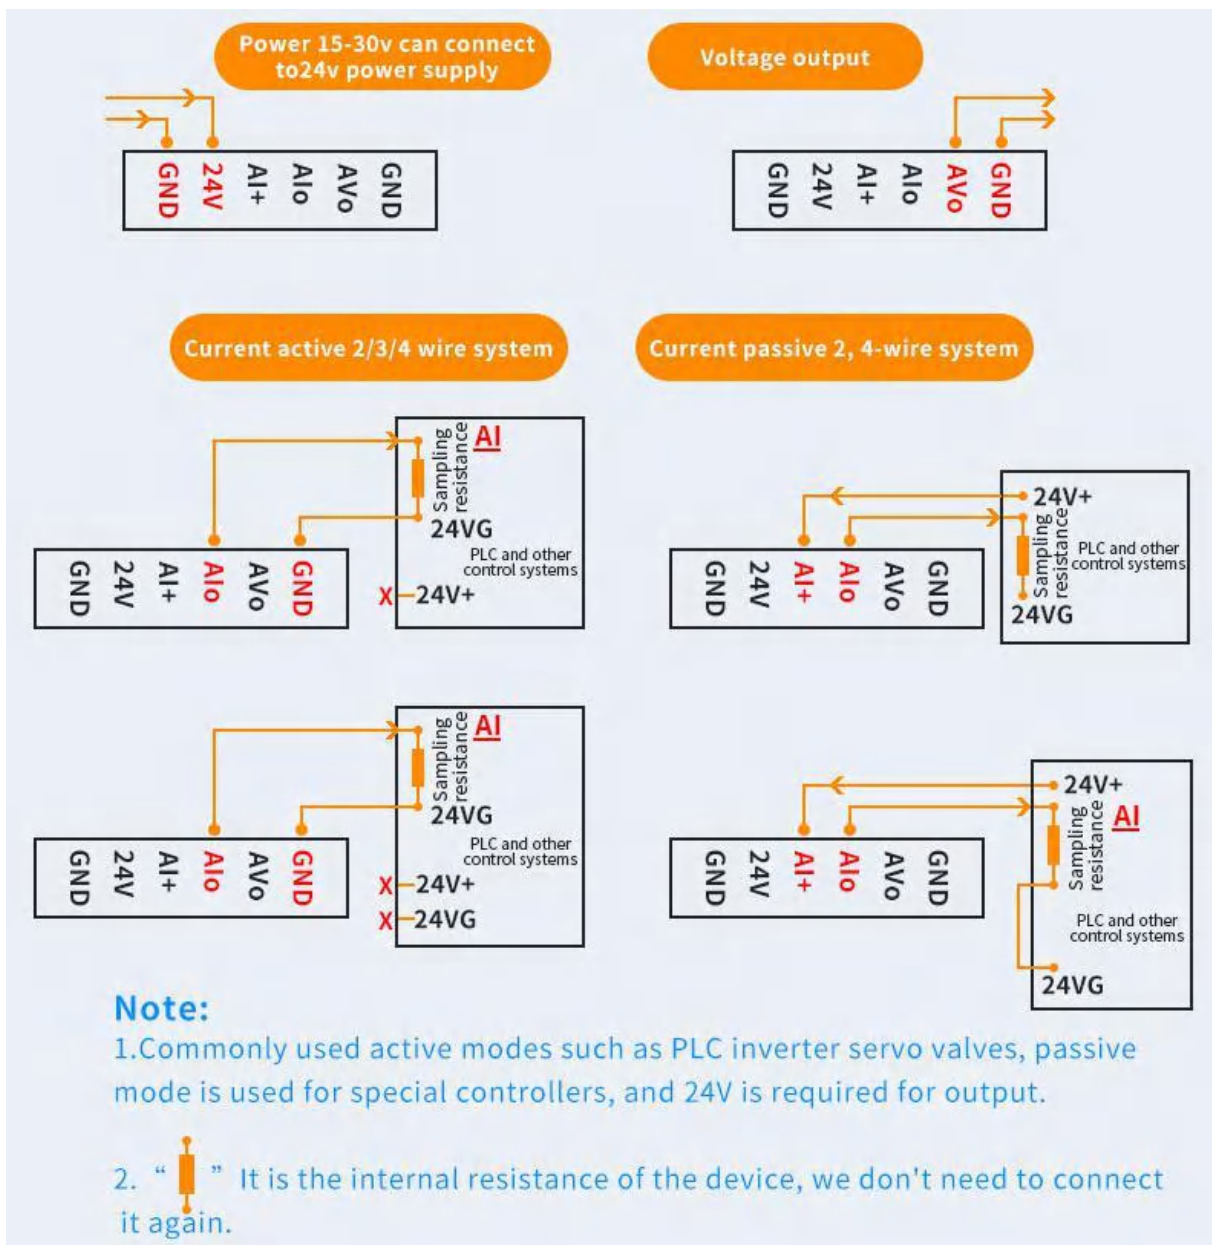 Power 15-30v can connect
to24v power supply
Voltage output
GND
24V
AI+
AIo
AVo
GND
GND
24V
AI+
AIo
AVo
GND
Current active 2/3/4 wire system
Current passive 2, 4-wire system
Sampling
resistance
AI
24VG
PLC and other
control systems
X
24V+
GND
24V
AI+
AIo
AVo
GND
24V+
Sampling
resistance
PLC and other
control systems
24VG
GND
24V
AI+
AIo
AVo
GND
Sampling
resistance
AI
24VG
PLC and other
control systems
X
24V+
X
24VG
GND
24V
AI+
AIo
AVo
GND
24V+
Sampling
resistance
AI
PLC and other
control systems
24VG
GND
24V
AI+
AIo
AVo
GND
Note:
1.Commonly used active modes such as PLC inverter servo valves, passive
mode is used for special controllers, and 24V is required for output.
2. “ ” It is the internal resistance of the device, we don't need to connect
it again.